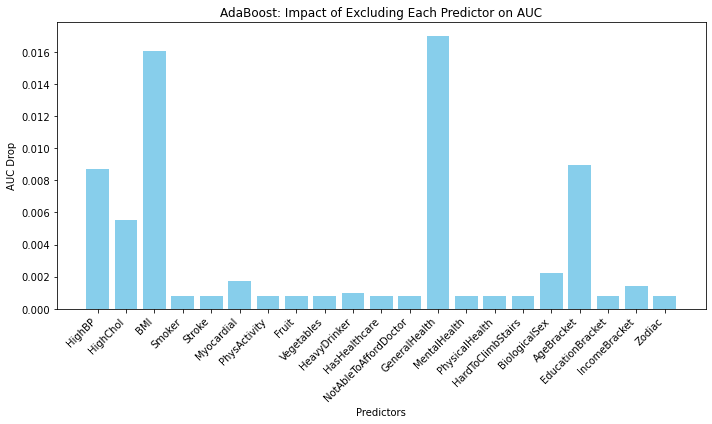 AdaBoost: Impact of Excluding Each Predictor on AUC
AUC Drop
0.016
0.014
0.012
0.010
0.008
0.006
0.004
0.002
0.000
HighBP
HighChol
BMI
Smoker
Stroke
Myocardial
PhysActivity
Fruit
Vegetables
HeavyDrinker
HasHealthcare
NotAbleToAffordDoctor
GeneralHealth
MentalHealth
PhysicalHealth
HardToClimbStairs
BiologicalSex
AgeBracket
EducationBracket
IncomeBracket
Zodiac
Predictors